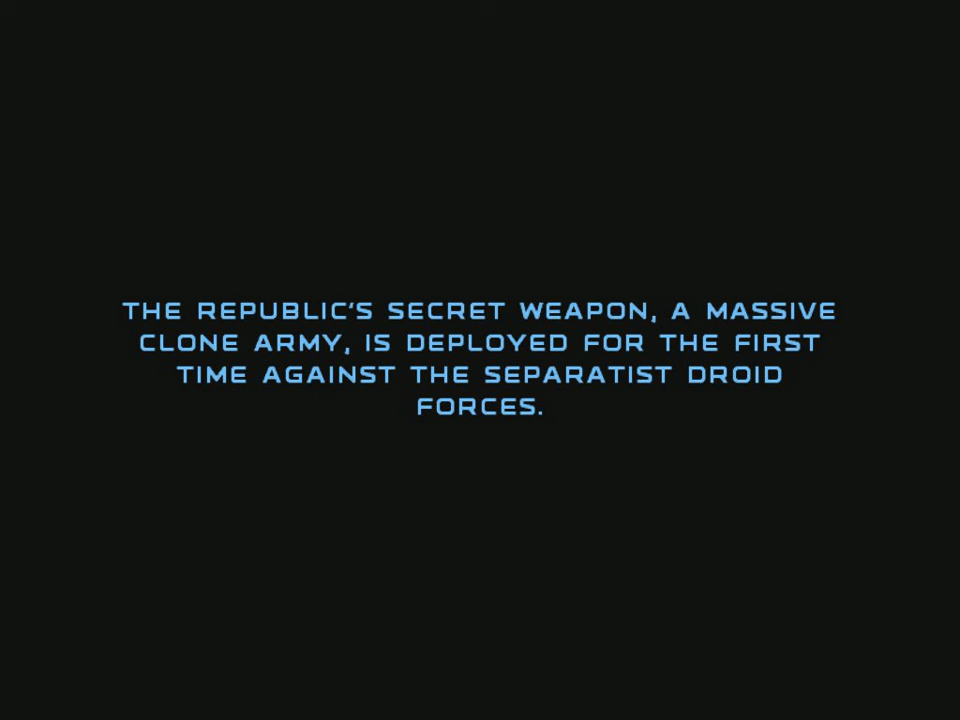 THE REPUBLIC'S SECRET WEAPON, A MASSIVE
CLONE ARMY, IS DEPLOYED FOR THE FIRST
TIME AGAINST THE SEPARATIST DROID
FORCES.